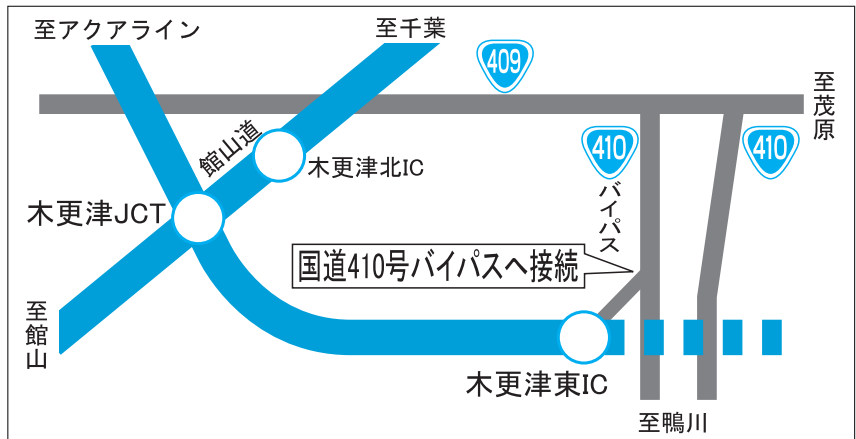 至アクアライン
至千葉
409
至茂原
館山道
410
バイパス
410
木更津北IC
木更津JCT
国道410号バイパスへ接続
至館山
木更津東IC
至鴨川